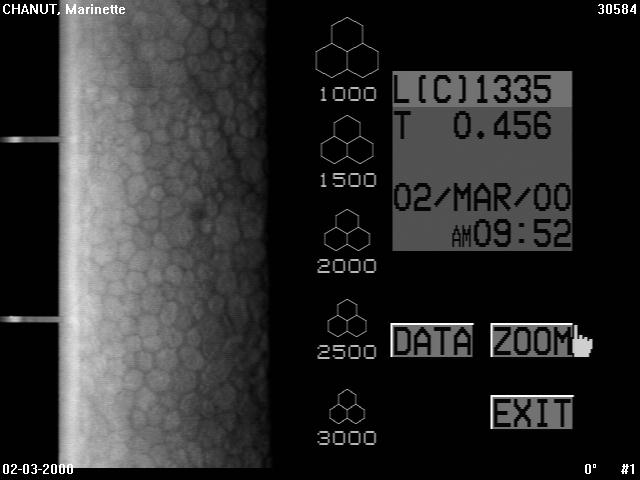 CHANUT, Marinette
30584
1000
1500
2000
2500
3000
L[C]1335
T 0.456
02/MAR/00
AM09:52
DATA
ZOOM
EXIT
02-03-2000
0°
#1